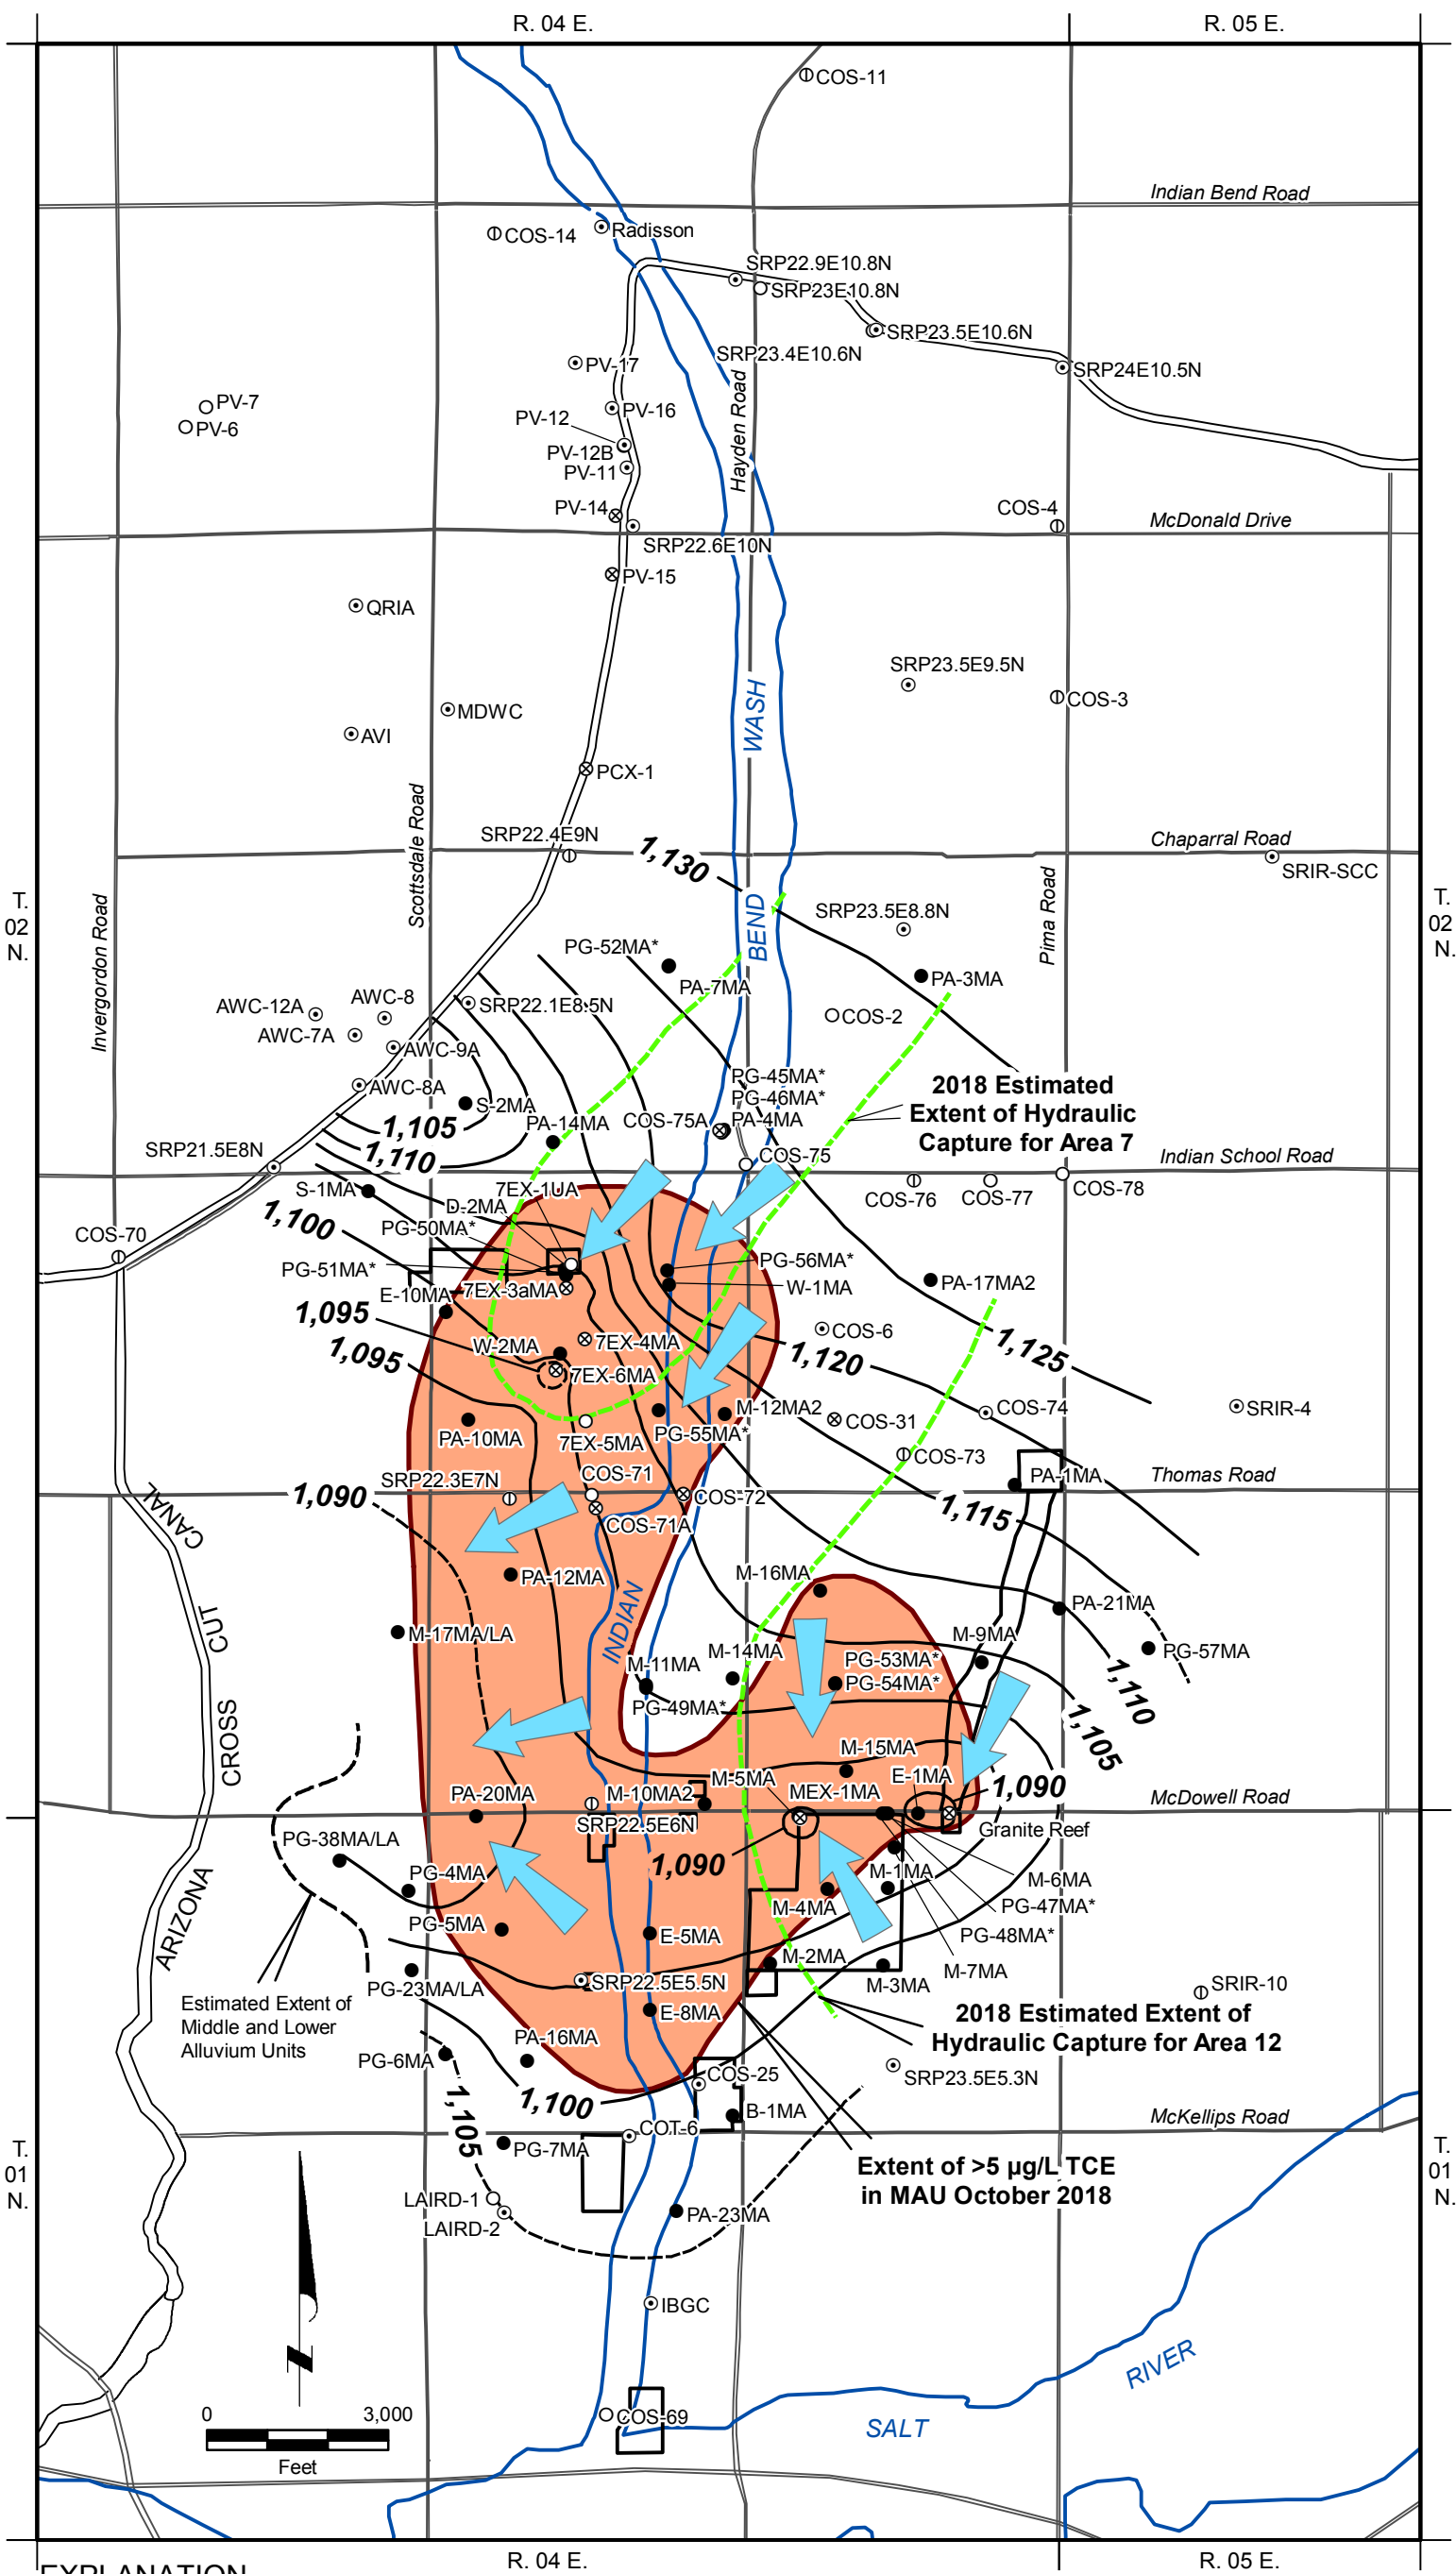 R. 04 E.
R. 05 E.
COS-11
Indian Bend Road
COS-14
Radisson
SRP22.9E10.8N
SRP23E10.8N
SRP23.5E10.6N
SRP23.4E10.6N
SRP24E10.5N
PV-17
PV-7
PV-6
PV-16
PV-12
PV-12B
PV-11
Hayden Road
PV-14
COS-4
McDonald Drive
SRP22.6E10N
PV-15
QRIA
SRP23.5E9.5N
COS-3
MDWC
AVI
WASH
PCX-1
Scottsdale Road
SRP22.4E9N
1,130
Chaparral Road
SRIR-SCC
T.
02
N.
T.
02
N.
Invergordon Road
Pima Road
BEND
SRP23.5E8.8N
PG-52MA*
PA-7MA
PA-3MA
AWC-12A
AWC-8
SRP22.1E8.5N
COS-2
AWC-7A
AWC-9A
AWC-8A
PG-45MA*
PG-46MA*
2018 Estimated
Extent of Hydraulic
Capture for Area 7
S-2MA
1,105
PA-14MA
COS-75A
PA-4MA
SRP21.5E8N
1,110
COS-75
Indian School Road
S-1MA
7EX-1UA
COS-76
COS-77
COS-78
D-2MA
1,100
PG-50MA*
COS-70
PG-51MA*
PG-56MA*
E-10MA
7EX-3aMA
W-1MA
PA-17MA2
1,095
COS-6
1,095
W-2MA
7EX-4MA
1,120
1,125
7EX-6MA
M-12MA2
COS-31
COS-74
SRIR-4
PA-10MA
7EX-5MA
PG-55MA*
COS-73
SRP22.3E7N
COS-71
PA-1MA
Thomas Road
1,090
COS-72
1,115
COS-71A
CANAL
M-16MA
PA-12MA
INDIAN
PA-21MA
CUT
M-17MA/LA
M-14MA
M-9MA
PG-57MA
M-11MA
PG-53MA*
PG-54MA*
1,110
PG-49MA*
1,105
CROSS
M-15MA
M-5MA
MEX-1MA
E-1MA
1,090
PA-20MA
M-10MA2
McDowell Road
SRP22.5E6N
Granite Reef
PG-38MA/LA
1,090
PG-4MA
M-1MA
M-6MA
M-4MA
PG-47MA*
ARIZONA
PG-5MA
E-5MA
PG-48MA*
M-2MA
M-7MA
PG-23MA/LA
SRP22.5E5.5N
M-3MA
SRIR-10
Estimated Extent of
Middle and Lower
Alluvium Units
E-8MA
2018 Estimated Extent of
Hydraulic Capture for Area 12
PA-16MA
PG-6MA
COS-25
SRP23.5E5.3N
1,100
1,105
B-1MA
COT-6
McKellips Road
PG-7MA
T.
01
N.
T.
01
N.
Extent of >5 µg/L TCE
in MAU October 2018
LAIRD-1
LAIRD-2
PA-23MA
IBGC
N
RIVER
0
3,000
Feet
COS-69
SALT
R. 04 E.
R. 05 E.
EXPLANATION